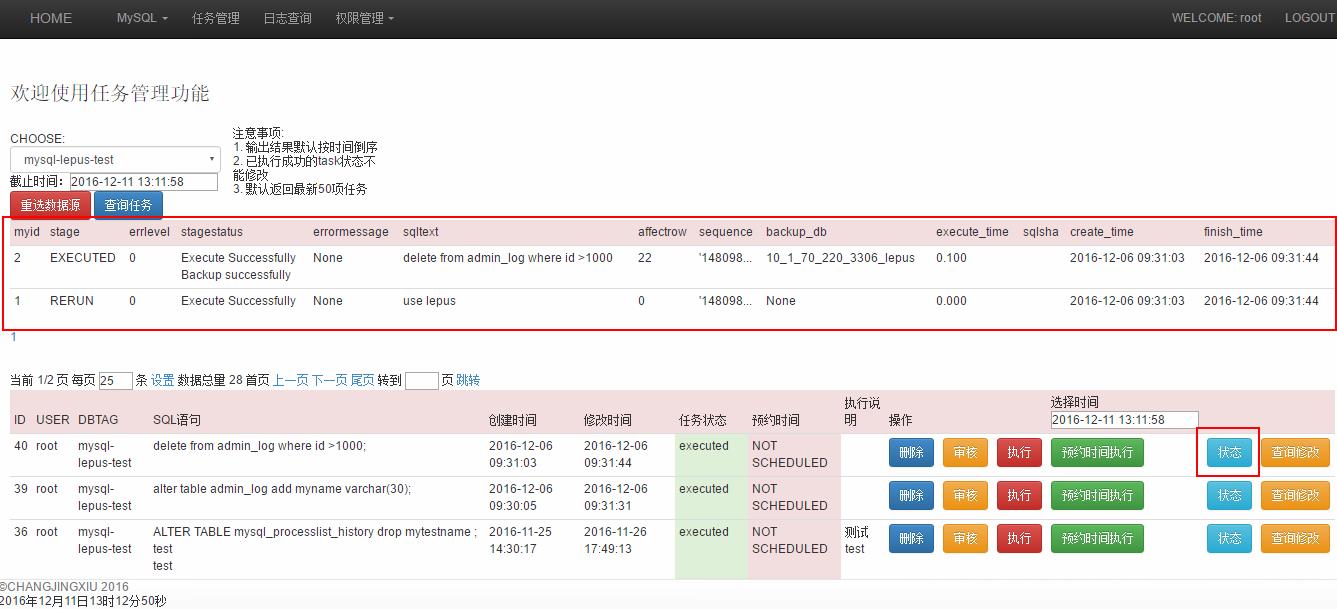 HOME MySQL 任务管理 日志查询 权限管理 WELCOME: root LOGOUT
欢迎使用任务管理功能
CHOOSE:
mysql-lepus-test
截止时间: 2016-12-11 13:11:58
重选数据源 查询任务
注意事项:
1. 输出结果默认按时间倒序
2. 已执行成功的task状态不
能修改
3. 默认返回最新50项任务
myid stage errlevel stagestatus errormessage sqltext affectrow sequence backup_db execute_time sqlsha create_time finish_time
2 EXECUTED 0 Execute Successfully None delete from admin_log where id >1000 22 '148098... 10_1_70_220_3306_lepus 0.100 2016-12-06 09:31:03 2016-12-06 09:31:44
Backup successfully
1 RERUN 0 Execute Successfully None use lepus 0 '148098... None 0.000 2016-12-06 09:31:03 2016-12-06 09:31:44
1
当前 1/2 页 每页 25 条 设置 数据总量 28 首页 上一页 下一页 尾页 转到 页 跳转
ID USER DBTAG SQL语句 创建时间 修改时间 任务状态 预约时间 执行说 操作 选择时间
明 2016-12-11 13:11:58
40 root mysql- delete from admin_log where id >1000; 2016-12-06 2016-12-06 executed NOT 删除 审核 执行 预约时间执行 状态 查询修改
lepus-test 09:31:03 09:31:44 SCHEDULED
39 root mysql- alter table admin_log add myname varchar(30); 2016-12-06 2016-12-06 executed NOT 删除 审核 执行 预约时间执行 状态 查询修改
lepus-test 09:30:05 09:31:31 SCHEDULED
36 root mysql- ALTER TABLE mysql_processlist_history drop mytestname ; 2016-11-25 2016-11-26 executed NOT 测试 删除 审核 执行 预约时间执行 状态 查询修改
lepus-test test 14:30:17 17:49:13 SCHEDULED test
test
©CHANGJINGXIU 2016
2016年12月11日13时12分50秒